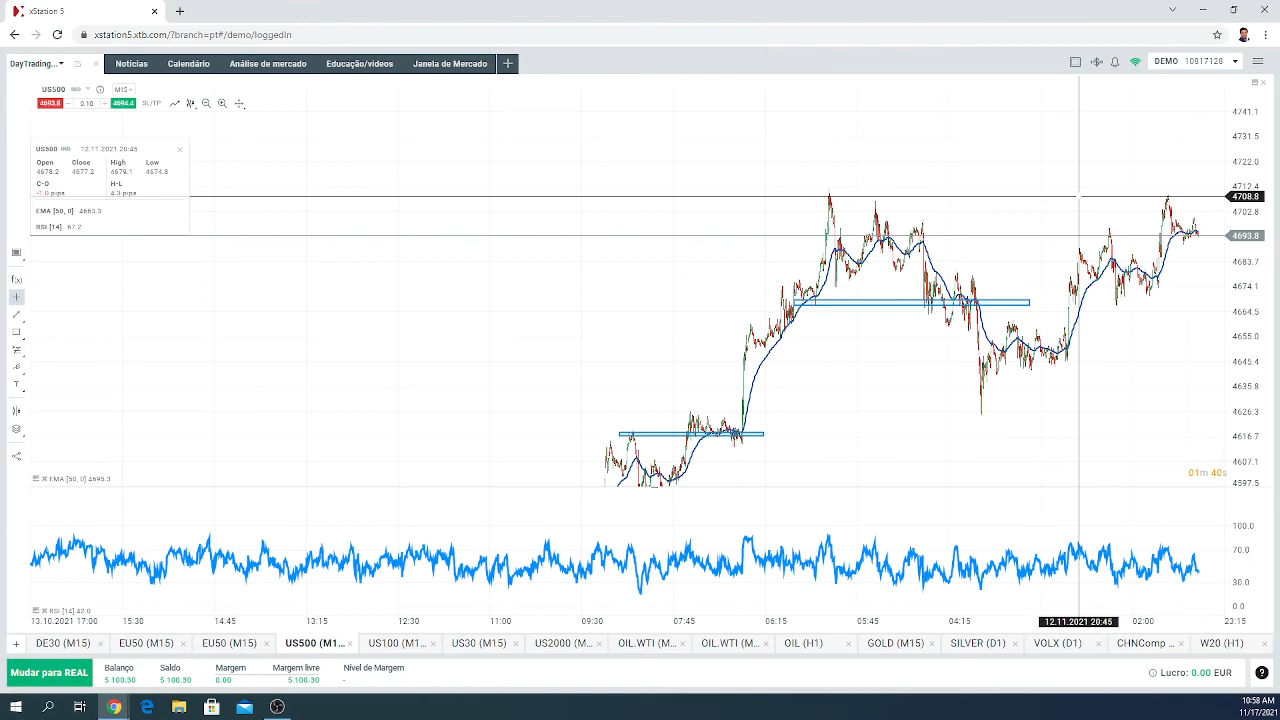 xStation 5
xstation5.xtb.com/?branch=pt#/demo/loggedIn
DayTrading...
Notícias
Calendário
Análise de mercado
Educação/vídeos
Janela de Mercado
DEMO 10817128
US500 IND M15
4693.8 0.10 4694.4 SL/TP
US500 IND 12.11.2021 20:45
Open Close High Low
4678.2 4677.2 4679.1 4674.8
C-O H-L
-1.0 pips 4.3 pips
EMA [50, 0] 4663.3
RSI [14] 67.2
4741.1
4731.5
4722.0
4712.4
4708.8
4702.8
4693.8
4683.7
4674.1
4664.5
4655.0
4645.4
4635.8
4626.3
4616.7
4607.1
4597.5
f(x)
T
01m 40s
EMA [50, 0] 4695.3
100.0
70.0
30.0
0.0
RSI [14] 42.0
13.10.2021 17:00 15:30 14:45 13:15 12:30 11:00 09:30 07:45 06:15 05:45 04:15 12.11.2021 20:45 02:00 23:15
DE30 (M15) EU50 (M15) EU50 (M15) US500 (M1... US100 (M1... US30 (M15) US2000 (M... OIL.WTI (M... OIL.WTI (M... OIL (H1) GOLD (M15) SILVER (D1) VOLX (D1) CHNComp ... W20 (H1)
Mudar para REAL
Balanço Saldo Margem Margem livre Nível de Margem
5 100.30 5 100.30 0.00 5 100.30 -
Lucro: 0.00 EUR
10:58 AM
11/17/2021